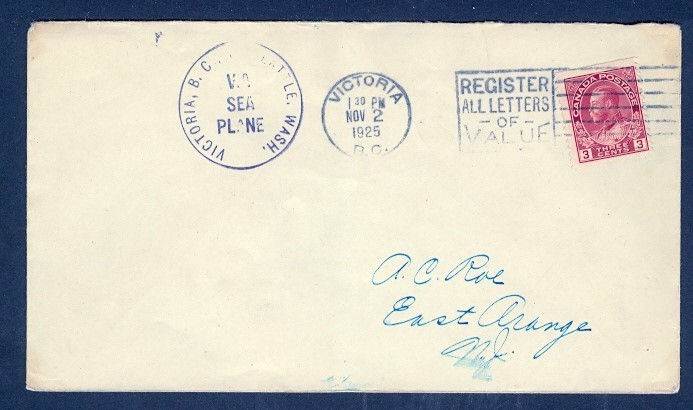 VICTORIA, B. C. SEATTLE, WASH.
VIA
SEA
PLANE
VICTORIA
1 30 PM
NOV 2
1925
B.C.
REGISTER
ALL LETTERS
- OF -
VALUE
CANADA POSTAGE
3 THREE CENTS 3
A. C. Roe
East Orange
N.J.